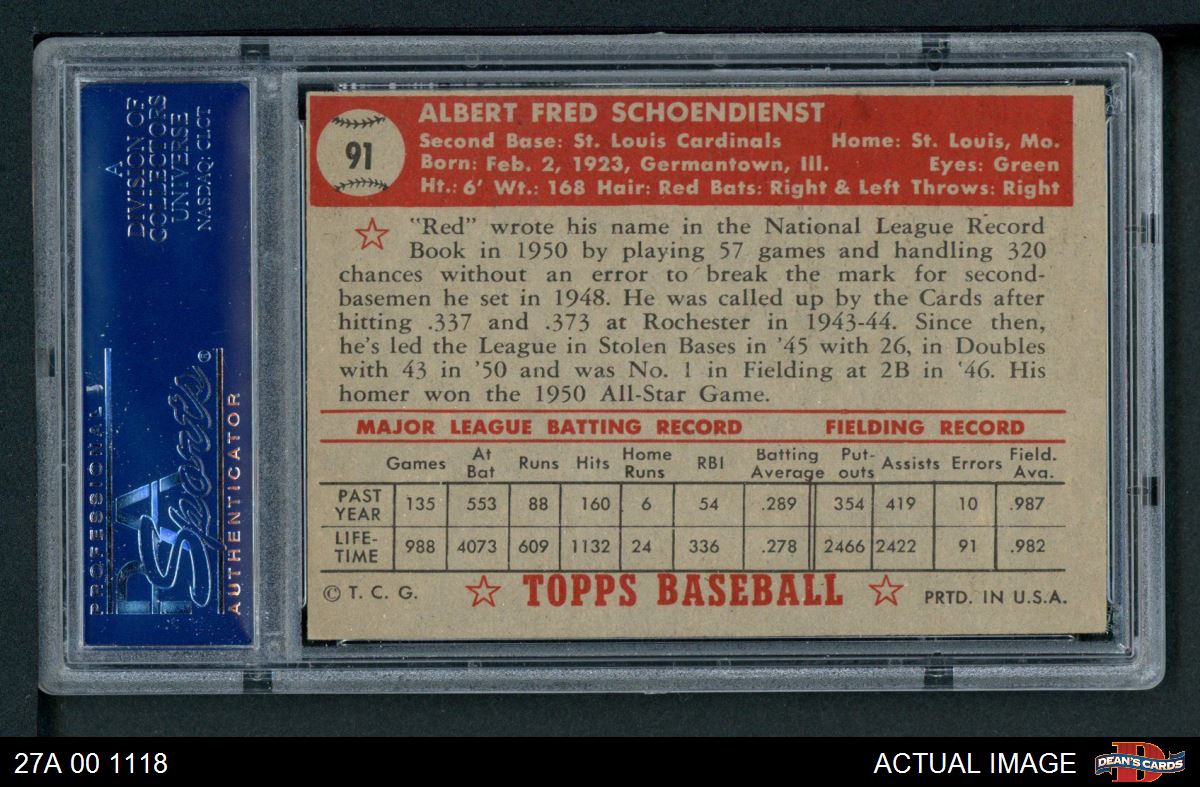 A
DIVISION OF
COLLECTORS
UNIVERSE
NASDAQ: CLCT
PROFESSIONAL
PSA
Sports®
AUTHENTICATOR
91
ALBERT FRED SCHOENDIENST
Second Base: St. Louis Cardinals Home: St. Louis, Mo.
Born: Feb. 2, 1923, Germantown, Ill. Eyes: Green
Ht.: 6' Wt.: 168 Hair: Red Bats: Right & Left Throws: Right
"Red" wrote his name in the National League Record
Book in 1950 by playing 57 games and handling 320
chances without an error to break the mark for second-
basemen he set in 1948. He was called up by the Cards after
hitting .337 and .373 at Rochester in 1943-44. Since then,
he's led the League in Stolen Bases in '45 with 26, in Doubles
with 43 in '50 and was No. 1 in Fielding at 2B in '46. His
homer won the 1950 All-Star Game.
MAJOR LEAGUE BATTING RECORD FIELDING RECORD
Games At Bat Runs Hits Home Runs RBI Batting Average Put-outs Assists Errors Field. Ava.
PAST YEAR 135 553 88 160 6 54 .289 354 419 10 .987
LIFE-TIME 988 4073 609 1132 24 336 .278 2466 2422 91 .982
© T. C. G. TOPPS BASEBALL PRTD. IN U.S.A.
27A 00 1118 ACTUAL IMAGE D DEAN'S CARDS